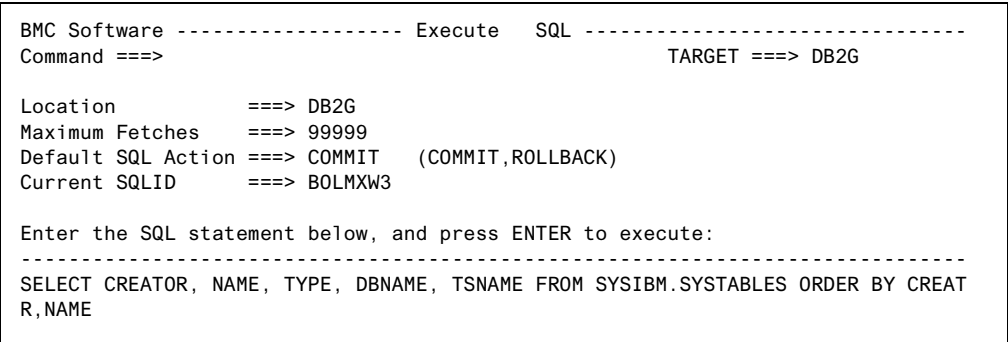 BMC Software ------------------- Execute   SQL --------------------------------
Command ===>                                          TARGET ===> DB2G
Location           ===> DB2G
Maximum Fetches    ===> 99999
Default SQL Action ===> COMMIT   (COMMIT,ROLLBACK)
Current SQLID      ===> BOLMXW3
Enter the SQL statement below, and press ENTER to execute:
-------------------------------------------------------------------------------
SELECT CREATOR, NAME, TYPE, DBNAME, TSNAME FROM SYSIBM.SYSTABLES ORDER BY CREAT
R,NAME